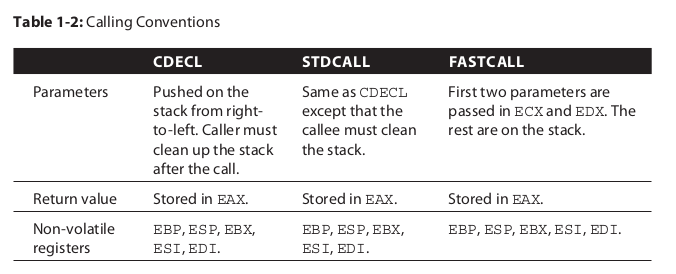 Table 1-2: Calling Conventions
CDECL STDCALL FASTCALL
Parameters Pushed on the Same as CDECL First two parameters are
stack from right- except that the passed in ECX and EDX. The
to-left. Caller must callee must clean rest are on the stack.
clean up the stack the stack.
after the call.
Return value Stored in EAX. Stored in EAX. Stored in EAX.
Non-volatile EBP, ESP, EBX, EBP, ESP, EBX, EBP, ESP, EBX, ESI, EDI.
registers ESI, EDI. ESI, EDI.